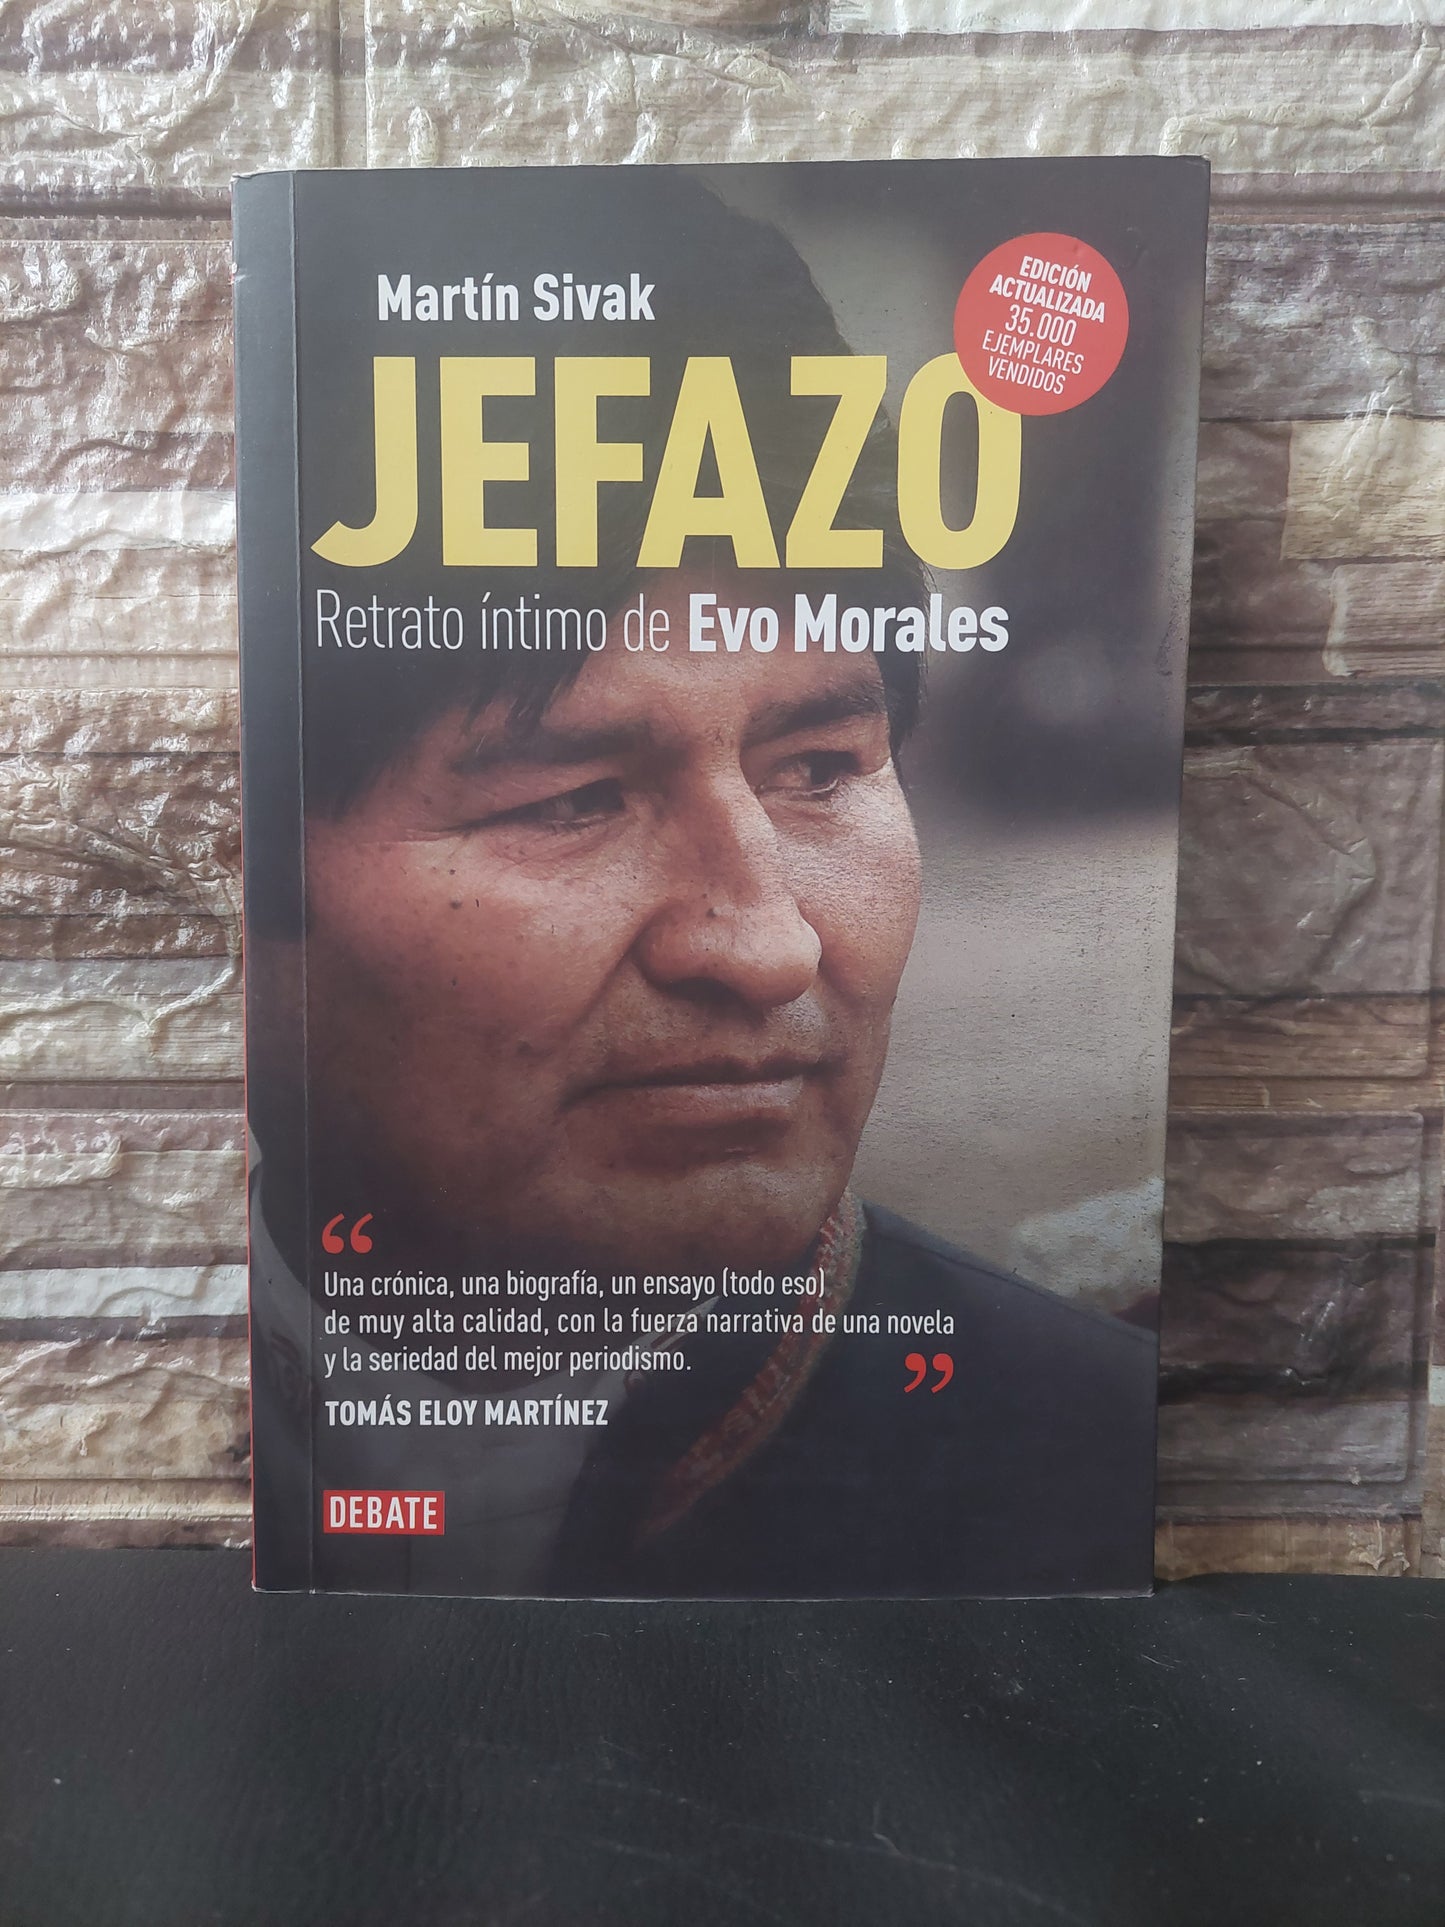 Martín Sivak
EDICIÓN
ACTUALIZADA
35.000
EJEMPLARES
VENDIDOS
JEFAZO
Retrato íntimo de Evo Morales
“
Una crónica, una biografía, un ensayo (todo eso)
de muy alta calidad, con la fuerza narrativa de una novela
y la seriedad del mejor periodismo.
”
TOMÁS ELOY MARTÍNEZ
DEBATE